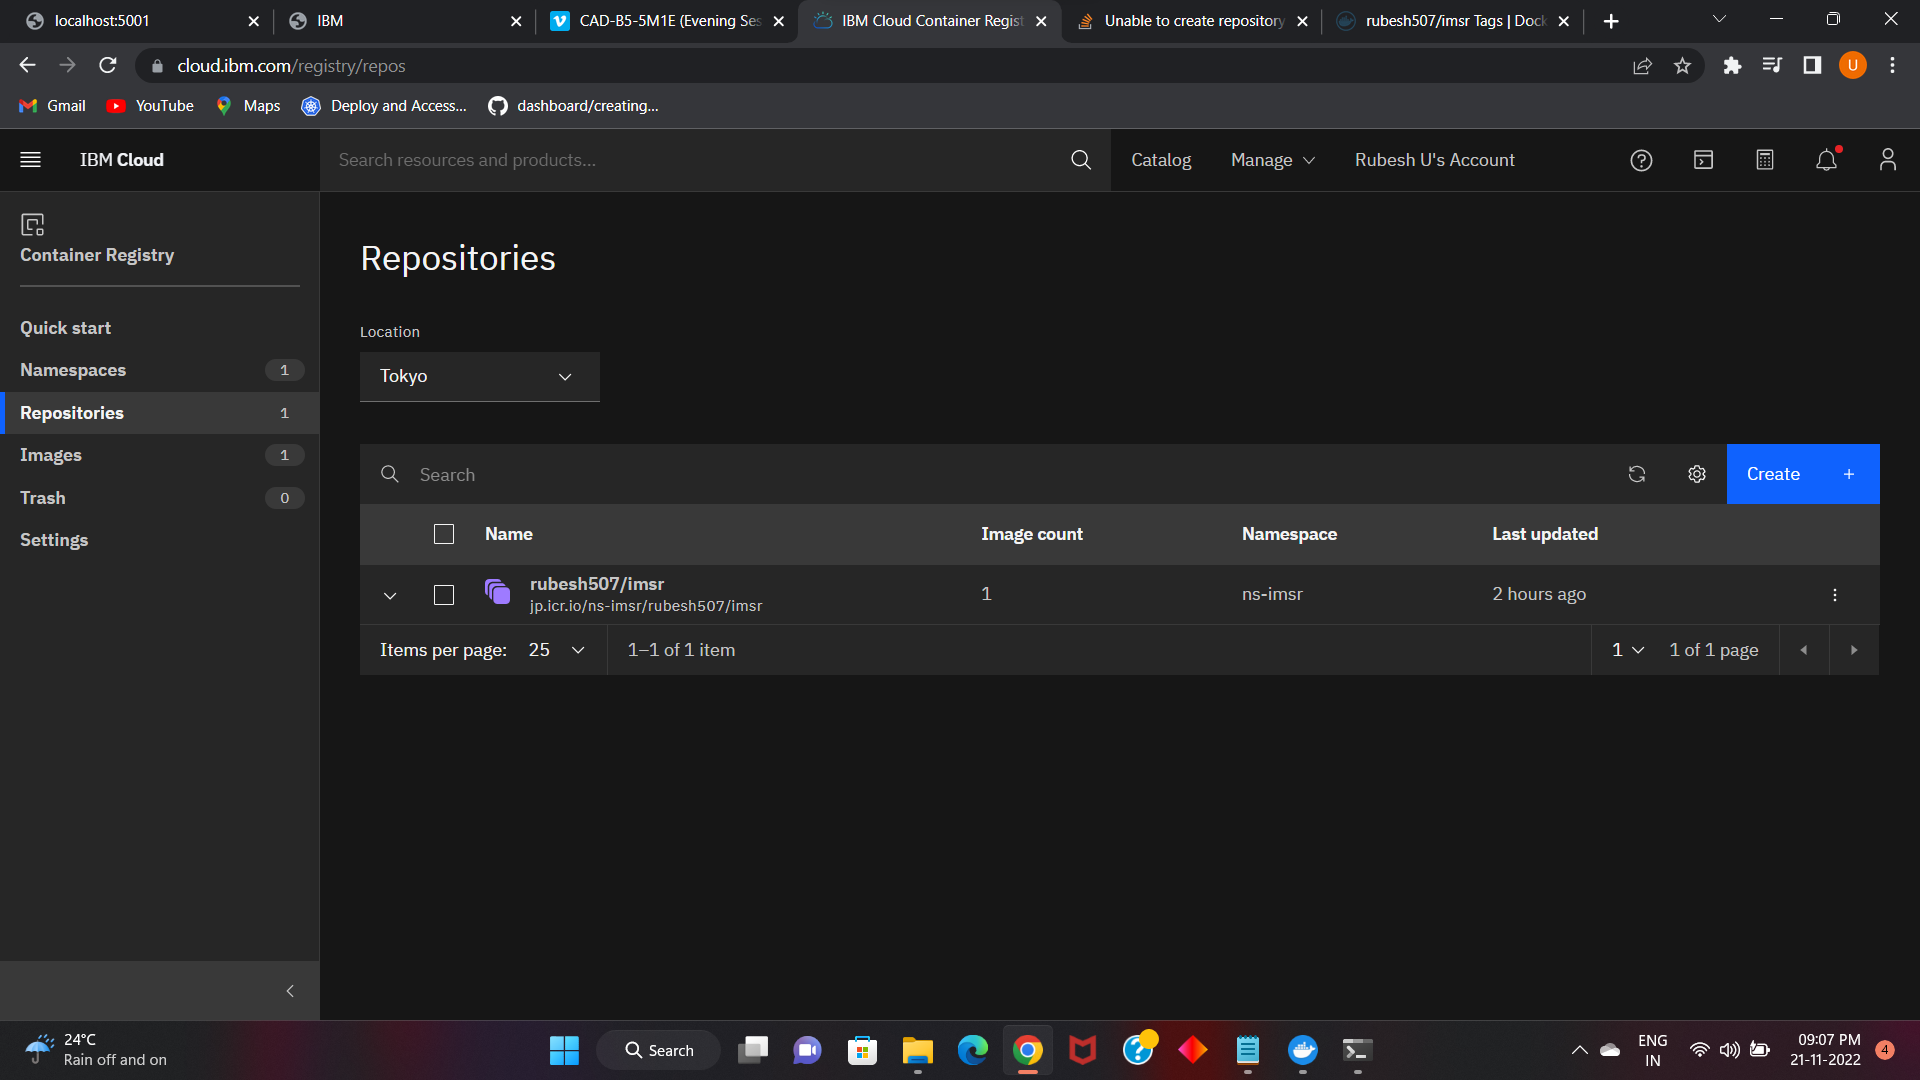 localhost:5001
IBM
CAD-B5-5M1E (Evening Ses
IBM Cloud Container Regist
Unable to create repository
rubesh507/imsr Tags | Dock
cloud.ibm.com/registry/repos
U
Gmail
YouTube
Maps
Deploy and Access...
dashboard/creating...
IBM Cloud
Search resources and products...
Catalog
Manage
Rubesh U's Account
Container Registry
Quick start
Namespaces 1
Repositories 1
Images 1
Trash 0
Settings
Repositories
Location
Tokyo
Search
Create +
Name Image count Namespace Last updated
rubesh507/imsr 1 ns-imsr 2 hours ago
jp.icr.io/ns-imsr/rubesh507/imsr
Items per page: 25 1–1 of 1 item 1 1 of 1 page
24°C
Rain off and on
Search
ENG
IN
09:07 PM
21-11-2022
4